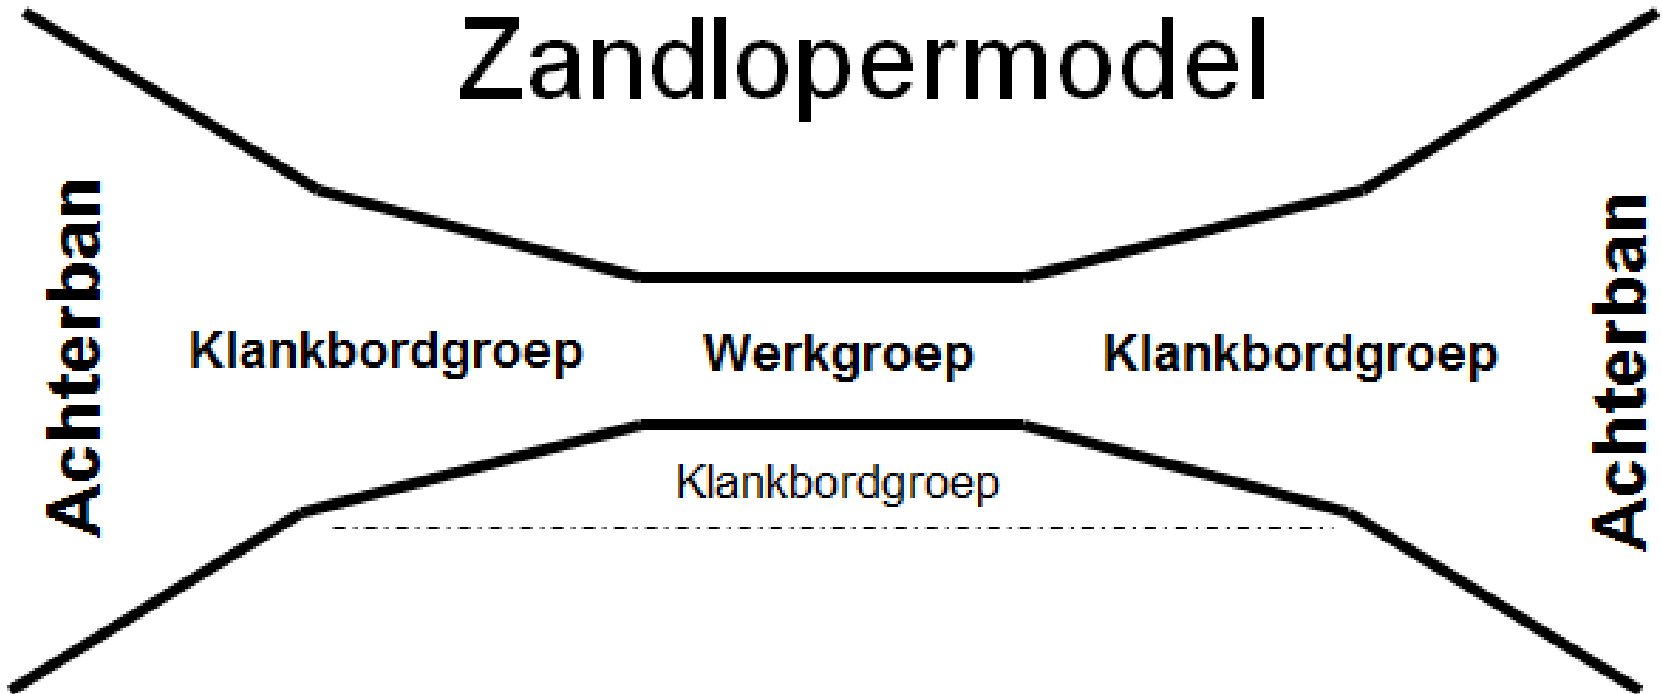 Zandlopermodel
Achterban
Klankbordgroep
Werkgroep
Klankbordgroep
Achterban
Klankbordgroep